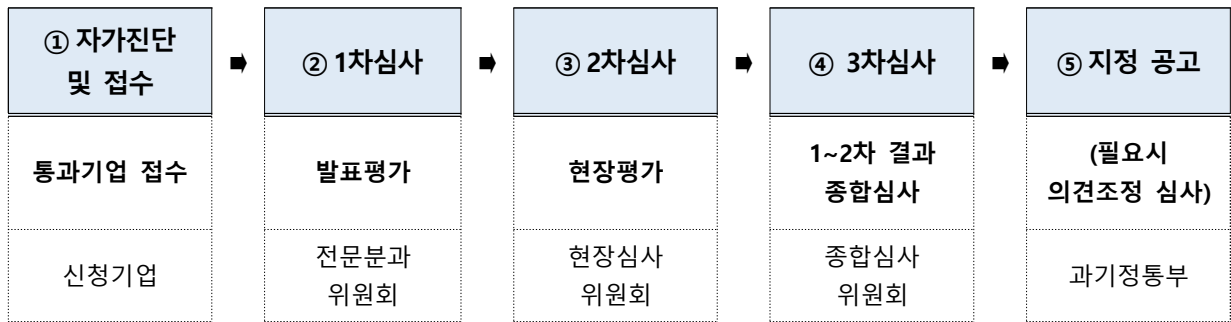 ① 자가진단
및 접수
➡
② 1차심사
➡
③ 2차심사
➡
④ 3차심사
➡
⑤ 지정 공고
통과기업 접수
발표평가
현장평가
1~2차 결과
종합심사
(필요시
의견조정 심사)
신청기업
전문분과
위원회
현장심사
위원회
종합심사
위원회
과기정통부